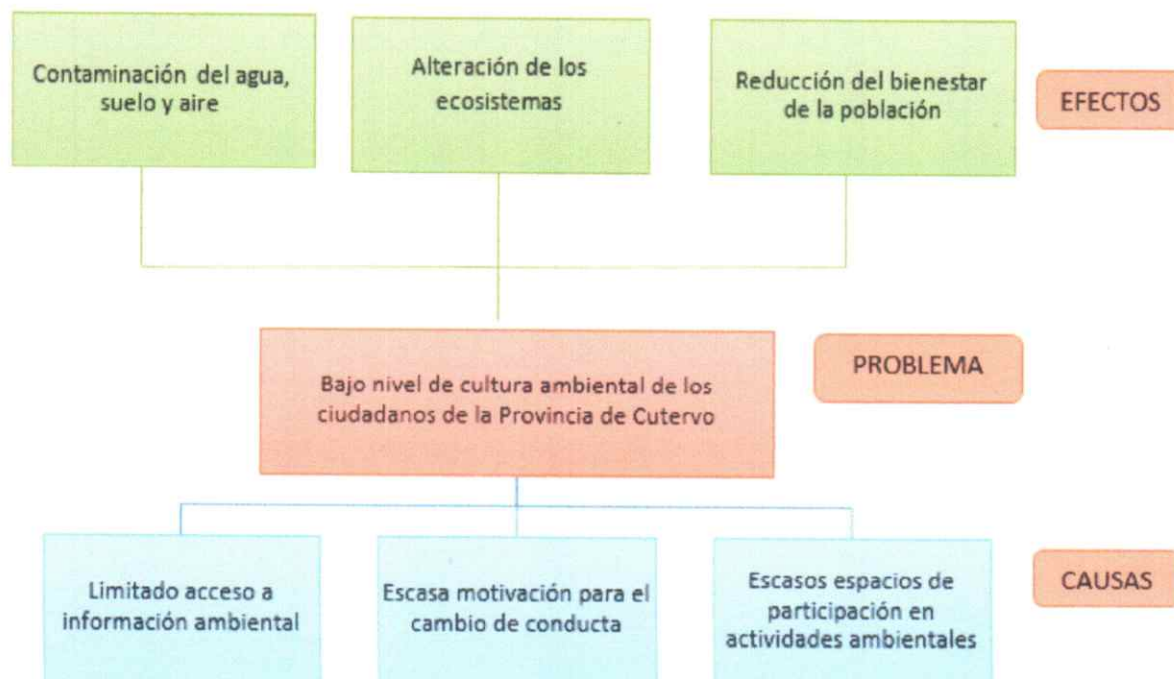 Contaminación del agua,
suelo y aire
Alteración de los
ecosistemas
Reducción del bienestar
de la población
EFECTOS
Bajo nivel de cultura ambiental de los
ciudadanos de la Provincia de Cutervo
PROBLEMA
Limitado acceso a
información ambiental
Escasa motivación para el
cambio de conducta
Escasos espacios de
participación en
actividades ambientales
CAUSAS